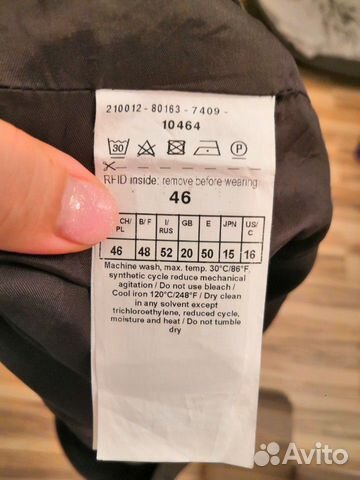 210012-80163-7409-
10464
30 P
RFID inside, remove before wearing
46
CH/ PL B/F I/ RUS GB E JPN US/ C
46 48 52 20 50 15 16
Machine wash, max. temp. 30°C/86°F,
synthetic cycle reduce mechanical
agitation / Do not use bleach /
Cool iron 120°C/248°F / Dry clean
in any solvent except
trichloroethylene, reduced cycle,
moisture and heat / Do not tumble
dry
Avito